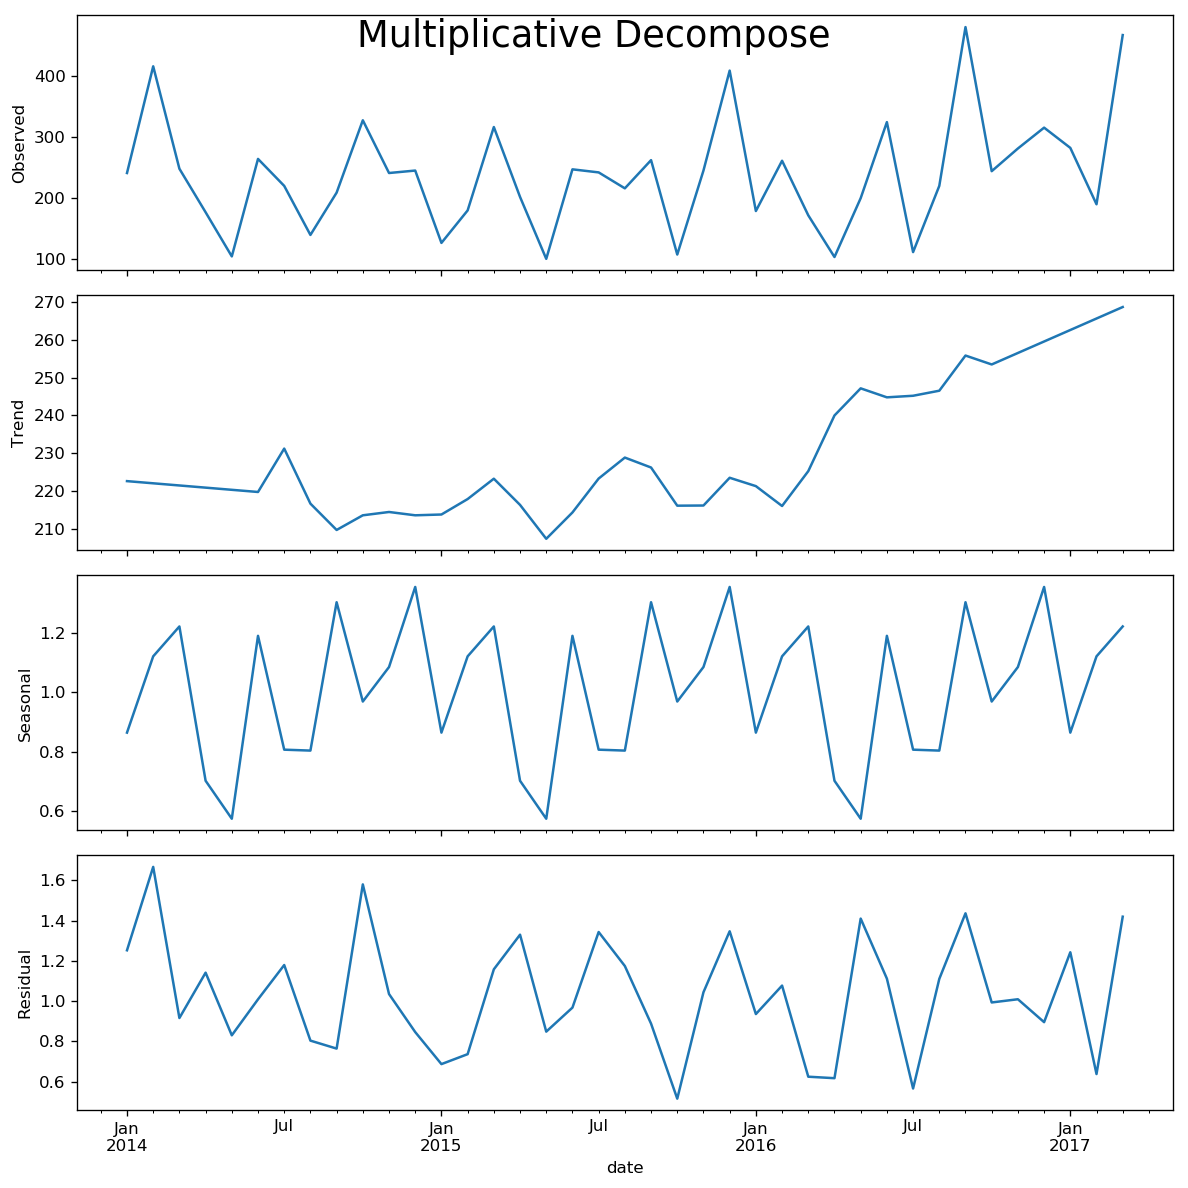 Multiplicative Decompose
Observed
400
300
200
100
Trend
270
260
250
240
230
220
210
Seasonal
1.2
1.0
0.8
0.6
Residual
1.6
1.4
1.2
1.0
0.8
0.6
Jan Jul Jan Jul Jan Jul Jan
2014 2015 2016 2017
date